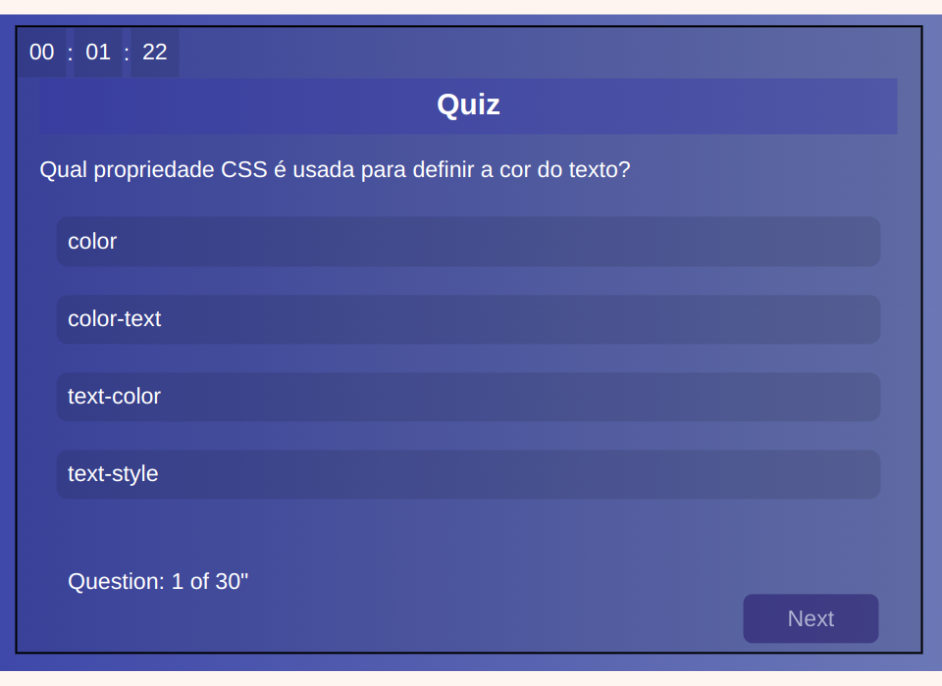 00 : 01 : 22
Quiz
Qual propriedade CSS é usada para definir a cor do texto?
color
color-text
text-color
text-style
Question: 1 of 30"
Next